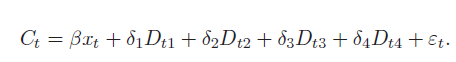 Cₜ = βxₜ + δ₁Dₜ₁ + δ₂Dₜ₂ + δ₃Dₜ₃ + δ₄Dₜ₄ + εₜ.